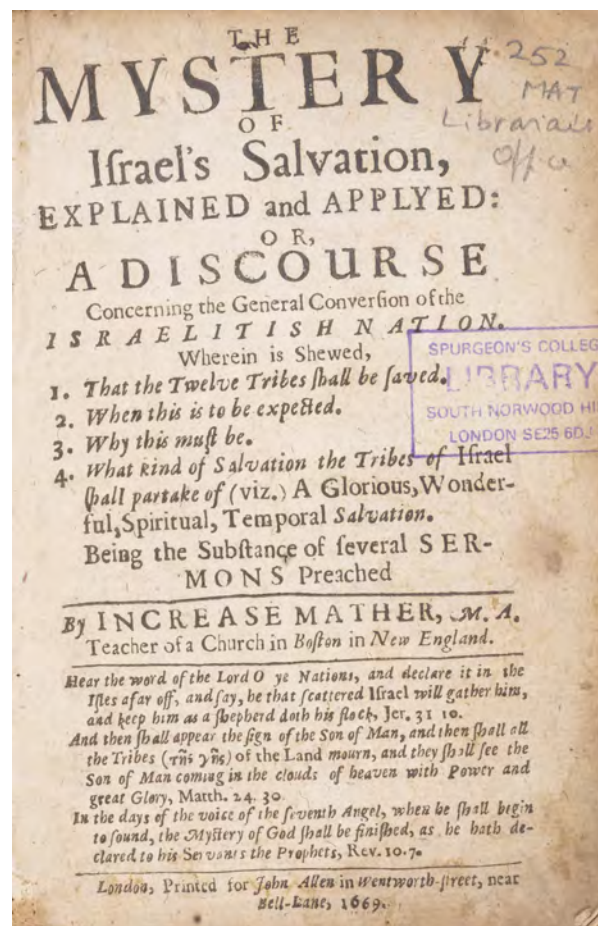 THE
MYSTERY
OF
Iſrael's Salvation,
EXPLAINED and APPLYED:
OR,
A DISCOURSE
Concerning the General Converſion of the
ISRAELITISH NATION.
Wherein is Shewed,
1. That the Twelve Tribes ſhall be ſaved.
2. When this is to be expected.
3. Why this muſt be.
4. What kind of Salvation the Tribes of Iſrael
ſhall partake of (viz.) A Glorious, Wonder-
ful, Spiritual, Temporal Salvation.
Being the Subſtance of ſeveral SER-
MONS Preached
By INCREASE MATHER, M. A.
Teacher of a Church in Boſton in New England.
Hear the word of the Lord O ye Nations, and declare it in the
Iſles afar off, and ſay, he that ſcattered Iſrael will gather him,
and keep him as a ſhepherd doth his flock, Jer. 31 10.
And then ſhall appear the ſign of the Son of Man, and then ſhall all
the Tribes (τῆς γῆς) of the Land mourn, and they ſhall ſee the
Son of Man coming in the clouds of heaven with Power and
great Glory, Matth. 24. 30.
In the days of the voice of the ſeventh Angel, when he ſhall begin
to ſound, the Myſtery of God ſhall be finiſhed, as he hath de-
clared to his Servants the Prophets, Rev. 10. 7.
London, Printed for John Allen in Wentworth-ſtreet, near
Bell-Lane, 1669.
252
MAT
Librarian's
Office
SPURGEON'S COLLEG
LIBRARY
SOUTH NORWOOD HI
LONDON SE25 6DJ